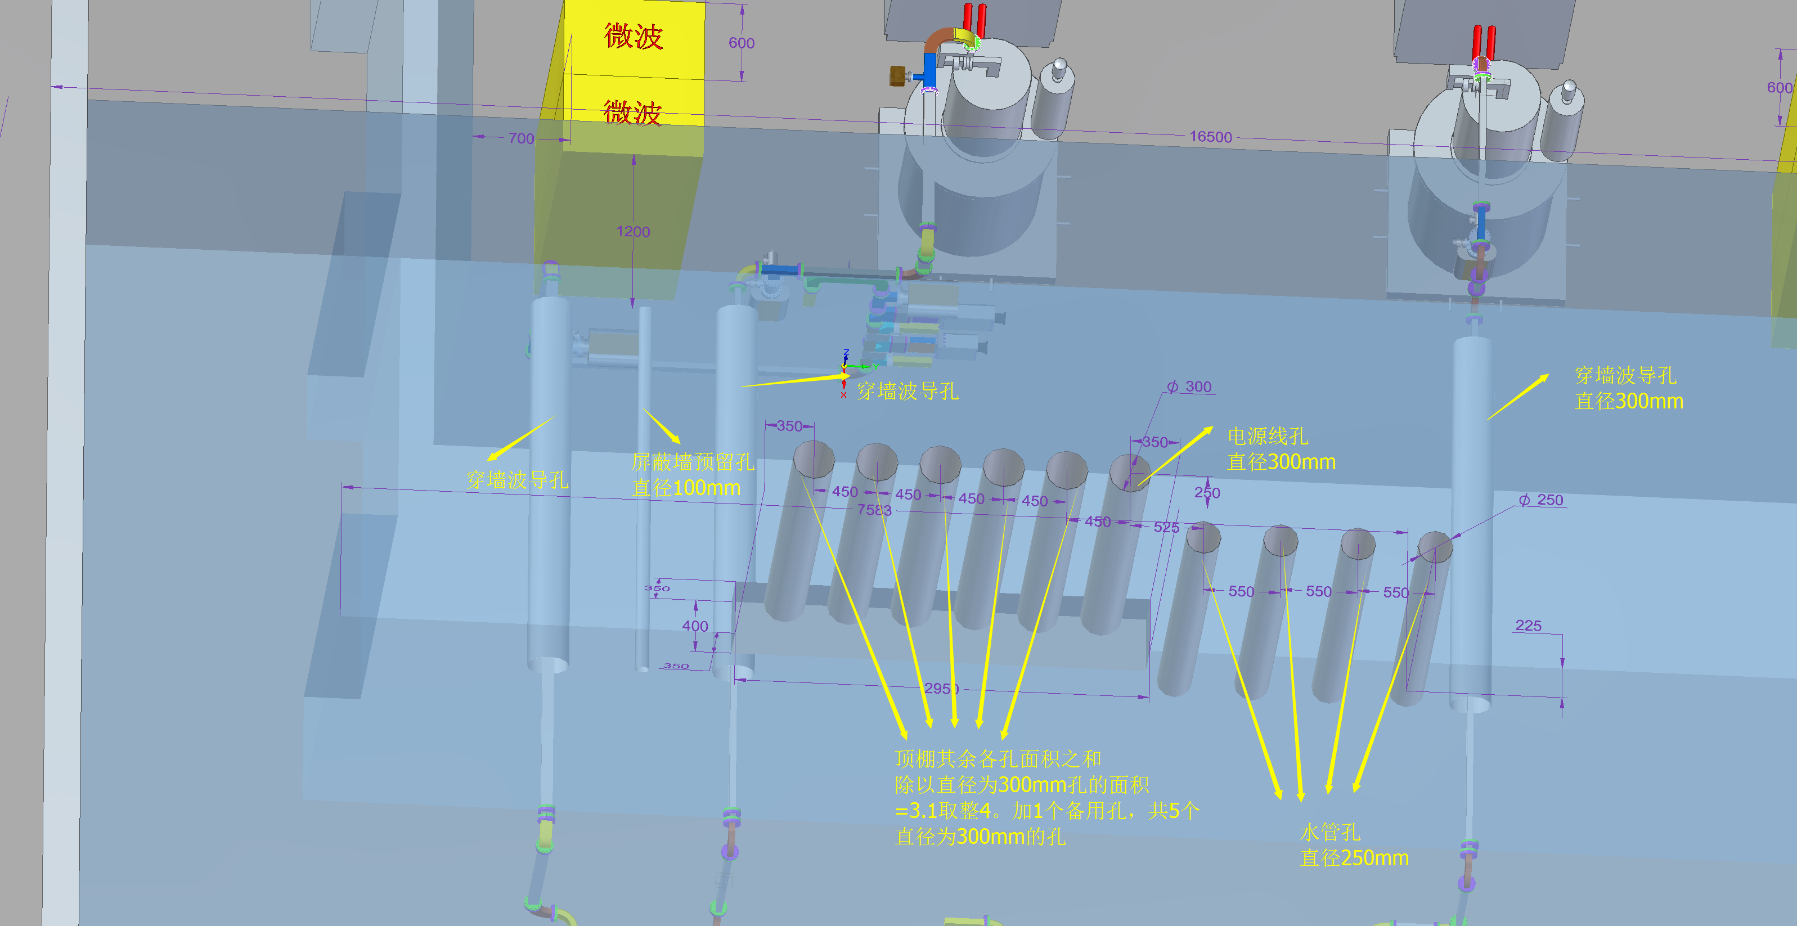 微波
600
微波
600
16500
700
1200
Z
X
穿墙波导孔
穿墙波导孔
直径300mm
ϕ 300
350
350
电源线孔
直径300mm
屏蔽墙预留孔
直径100mm
穿墙波导孔
450
450
450
450
450
7583
525
250
ϕ 250
550
550
550
350
400
350
225
2950
顶棚其余各孔面积之和
除以直径为300mm孔的面积
=3.1取整4。加1个备用孔，共5个
直径为300mm的孔
水管孔
直径250mm